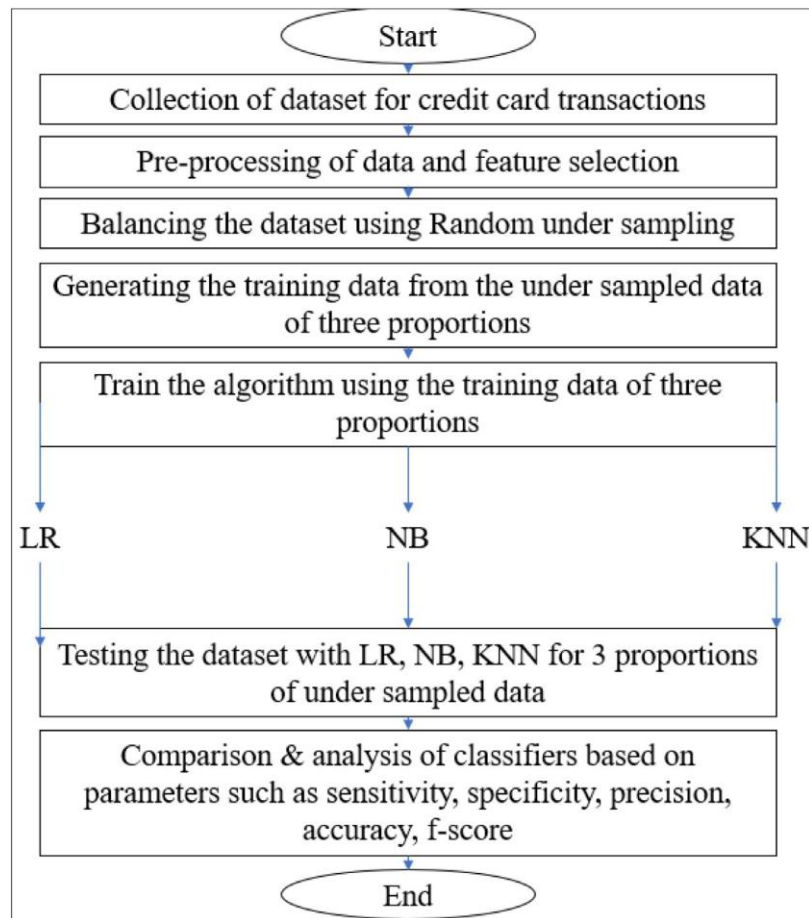 Start
Collection of dataset for credit card transactions
Pre-processing of data and feature selection
Balancing the dataset using Random under sampling
Generating the training data from the under sampled data
of three proportions
Train the algorithm using the training data of three
proportions
LR NB KNN
Testing the dataset with LR, NB, KNN for 3 proportions
of under sampled data
Comparison & analysis of classifiers based on
parameters such as sensitivity, specificity, precision,
accuracy, f-score
End